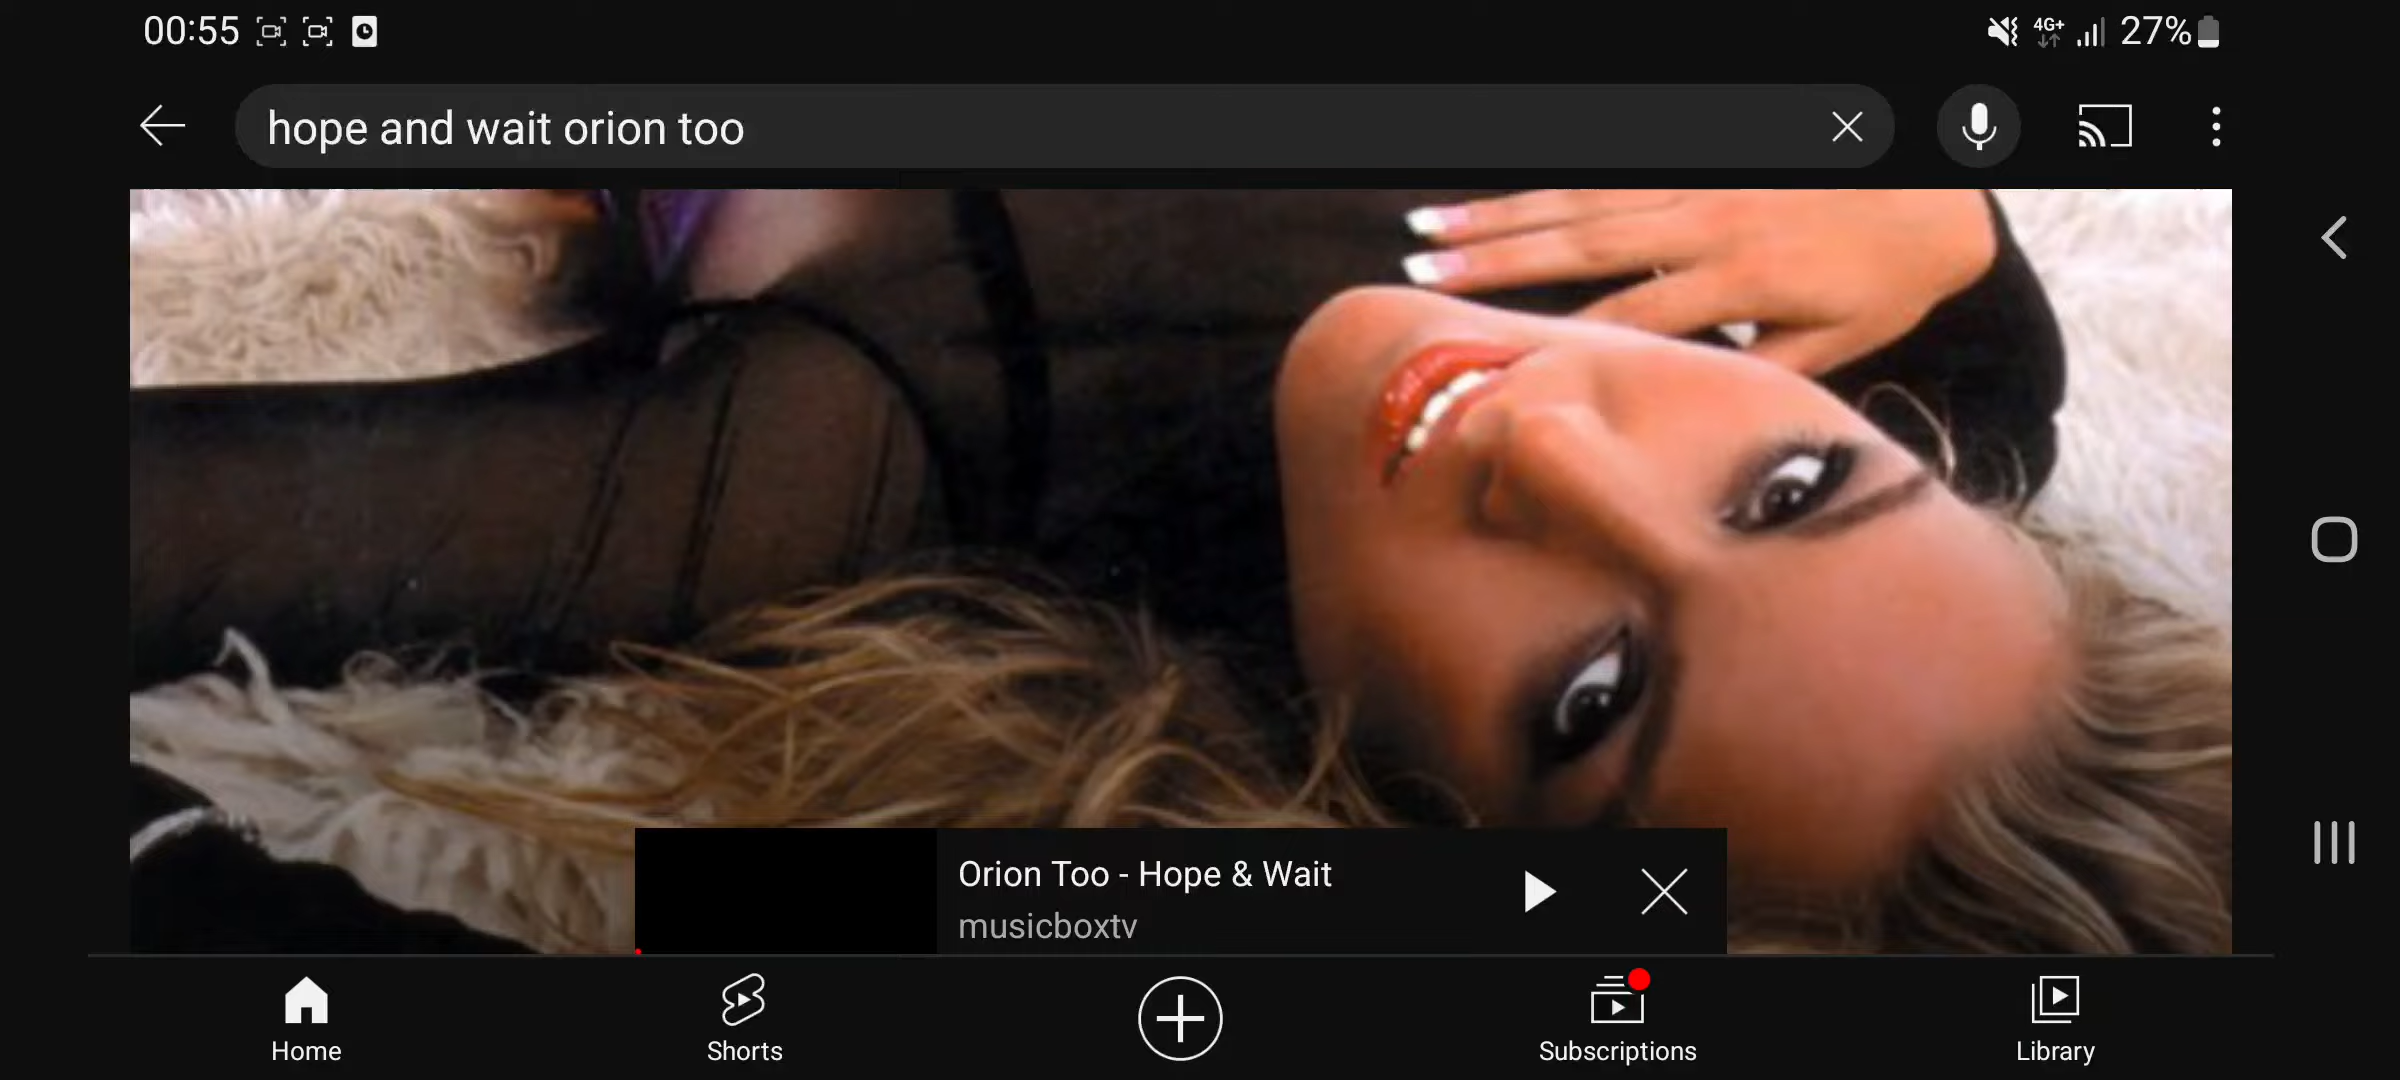 00:55
4G+
27%
hope and wait orion too
Orion Too - Hope & Wait
musicboxtv
Home
Shorts
Subscriptions
Library